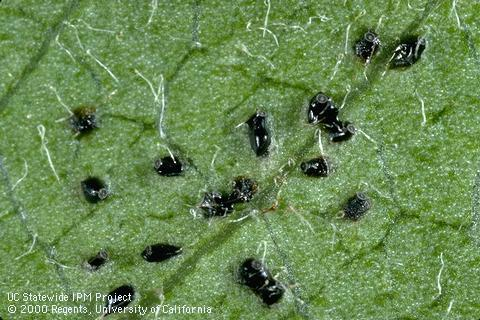 UC Statewide IPM Project
© 2000 Regents, University of California